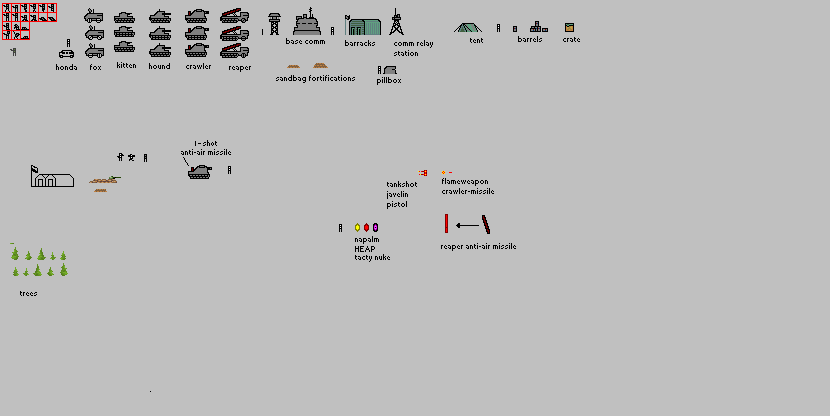 base comm
barracks
comm relay
station
tent
barrels
crate
honda
fox
kitten
hound
crawler
reaper
sandbag fortifications
pillbox
1-shot
anti-air missile
tankshot
javelin
pistol
flameweapon
crawler-missile
napalm
HEAP
tacty nuke
reaper anti-air missile
trees